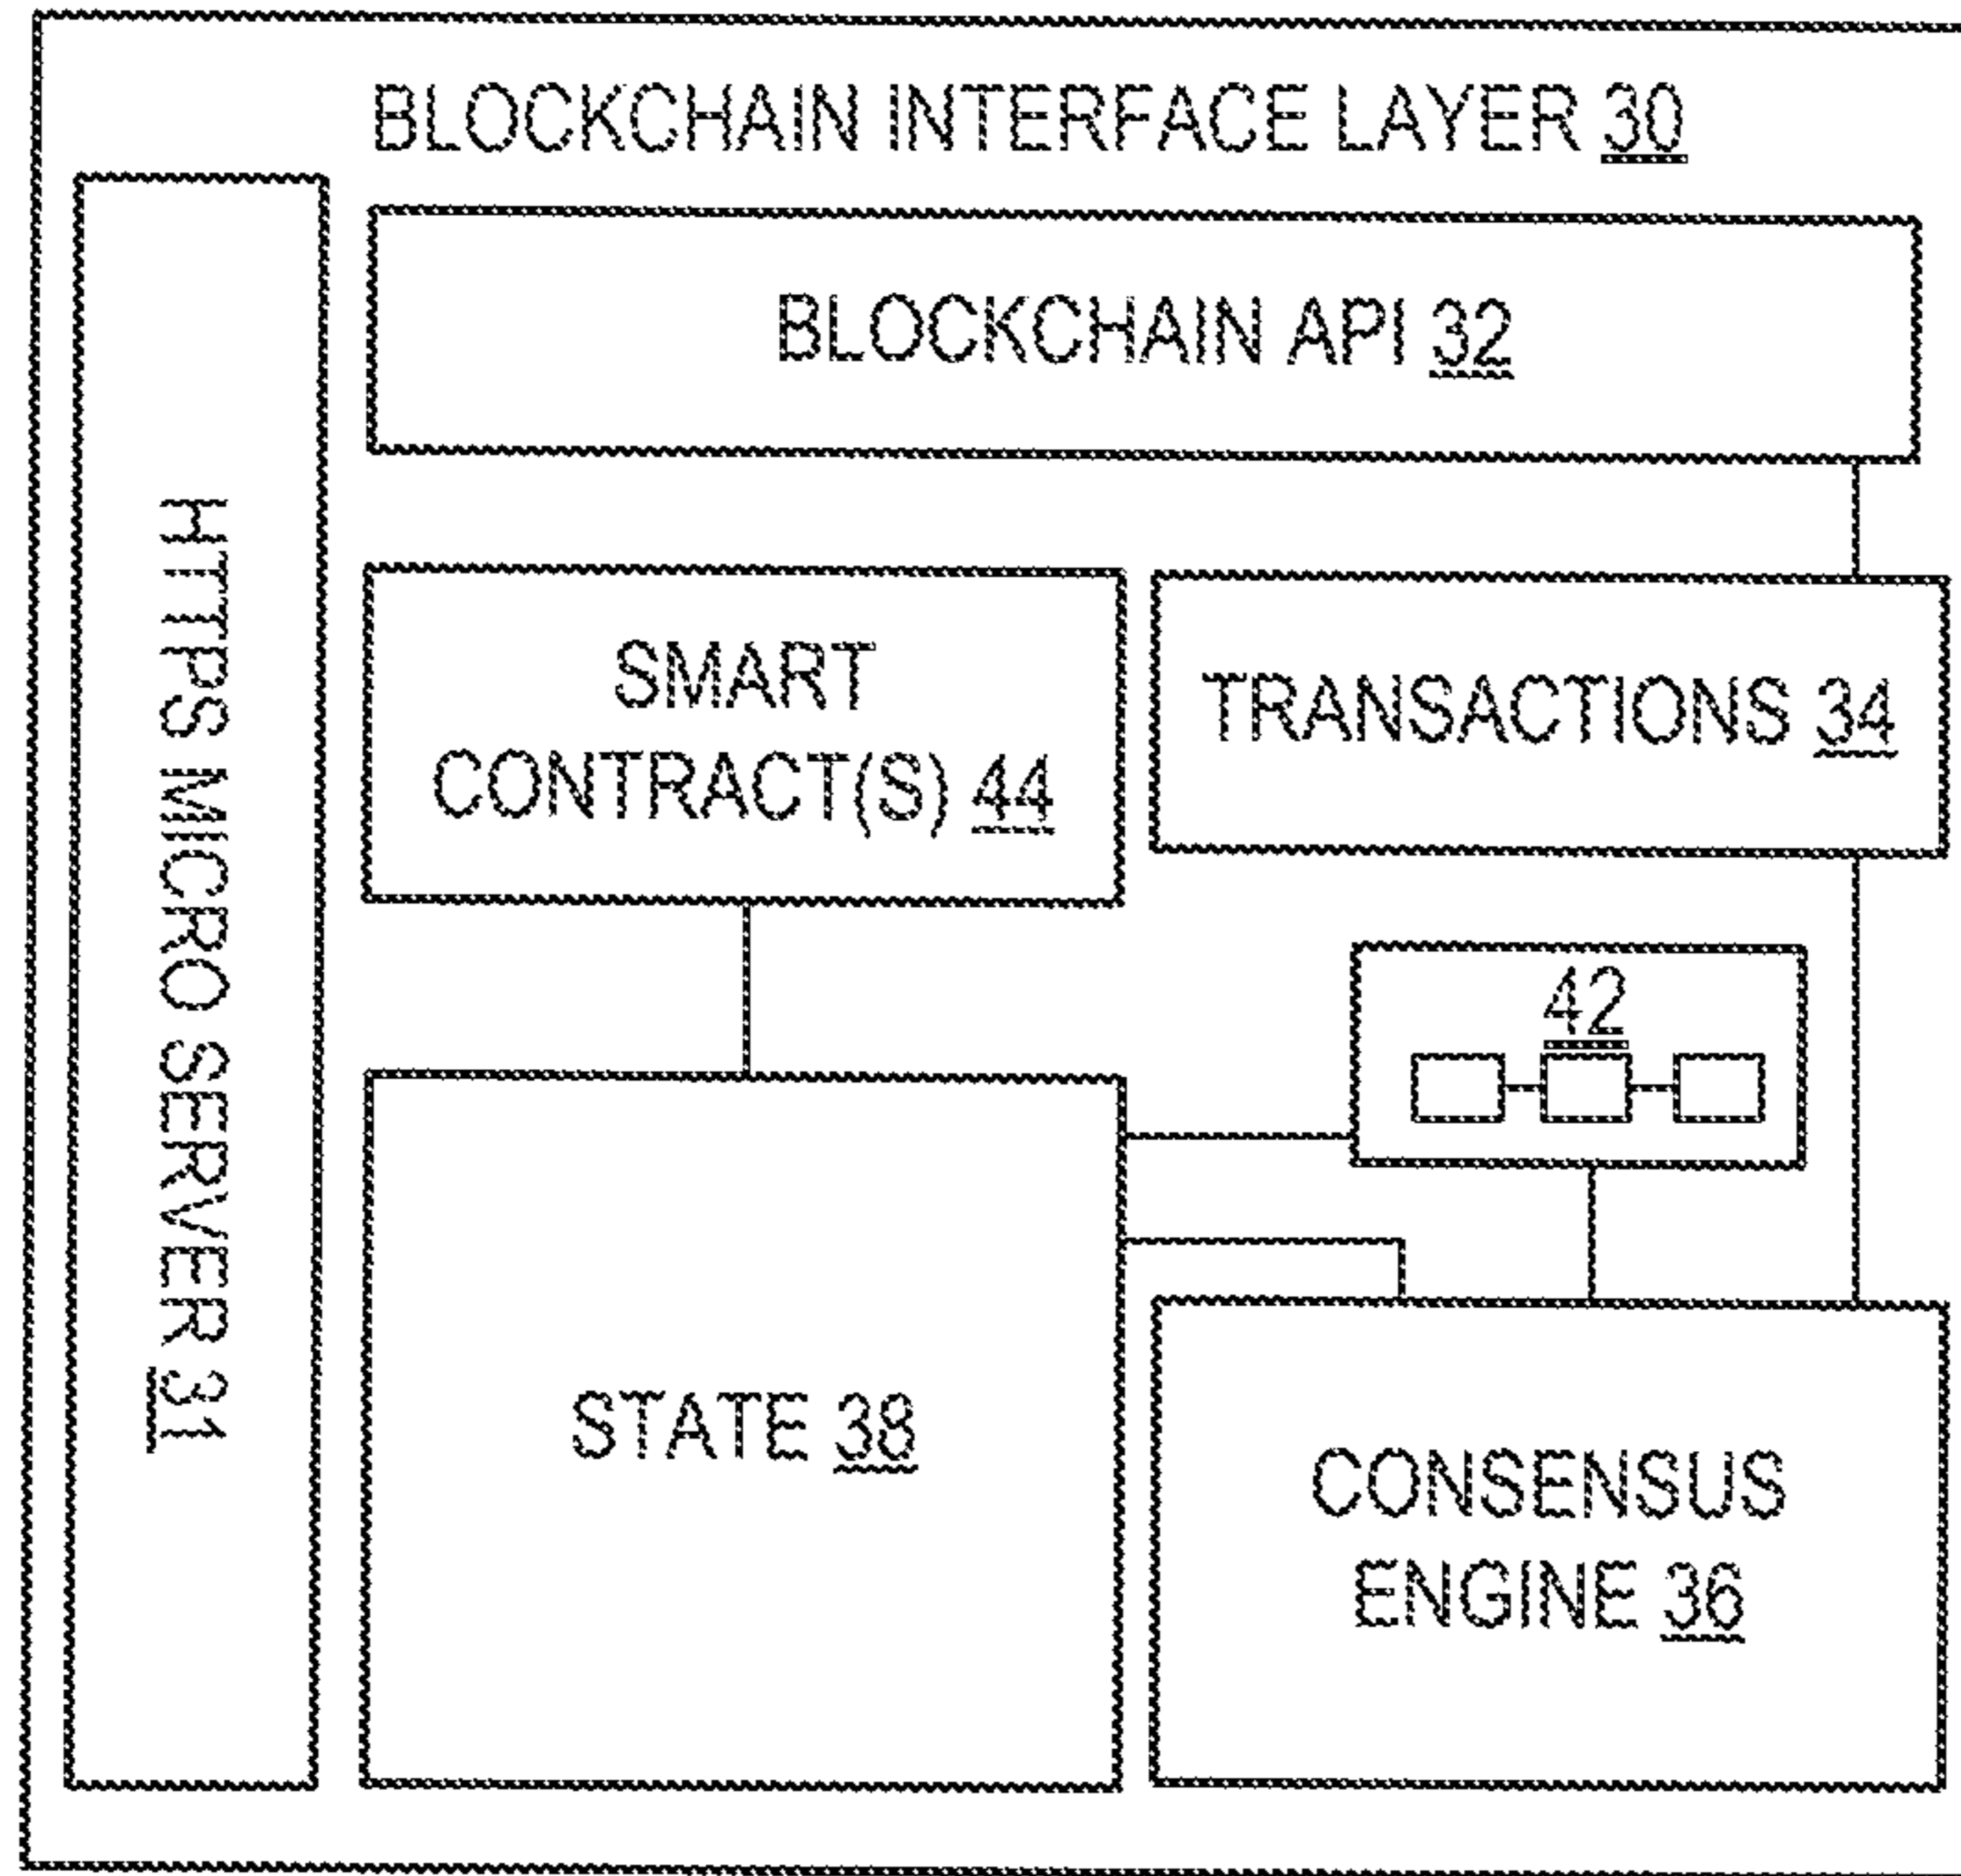 BLOCKCHAIN INTERFACE LAYER 30
HTTPS MICRO SERVER 31
BLOCKCHAIN API 32
SMART
CONTRACT(S) 44
TRANSACTIONS 34
42
STATE 38
CONSENSUS
ENGINE 36